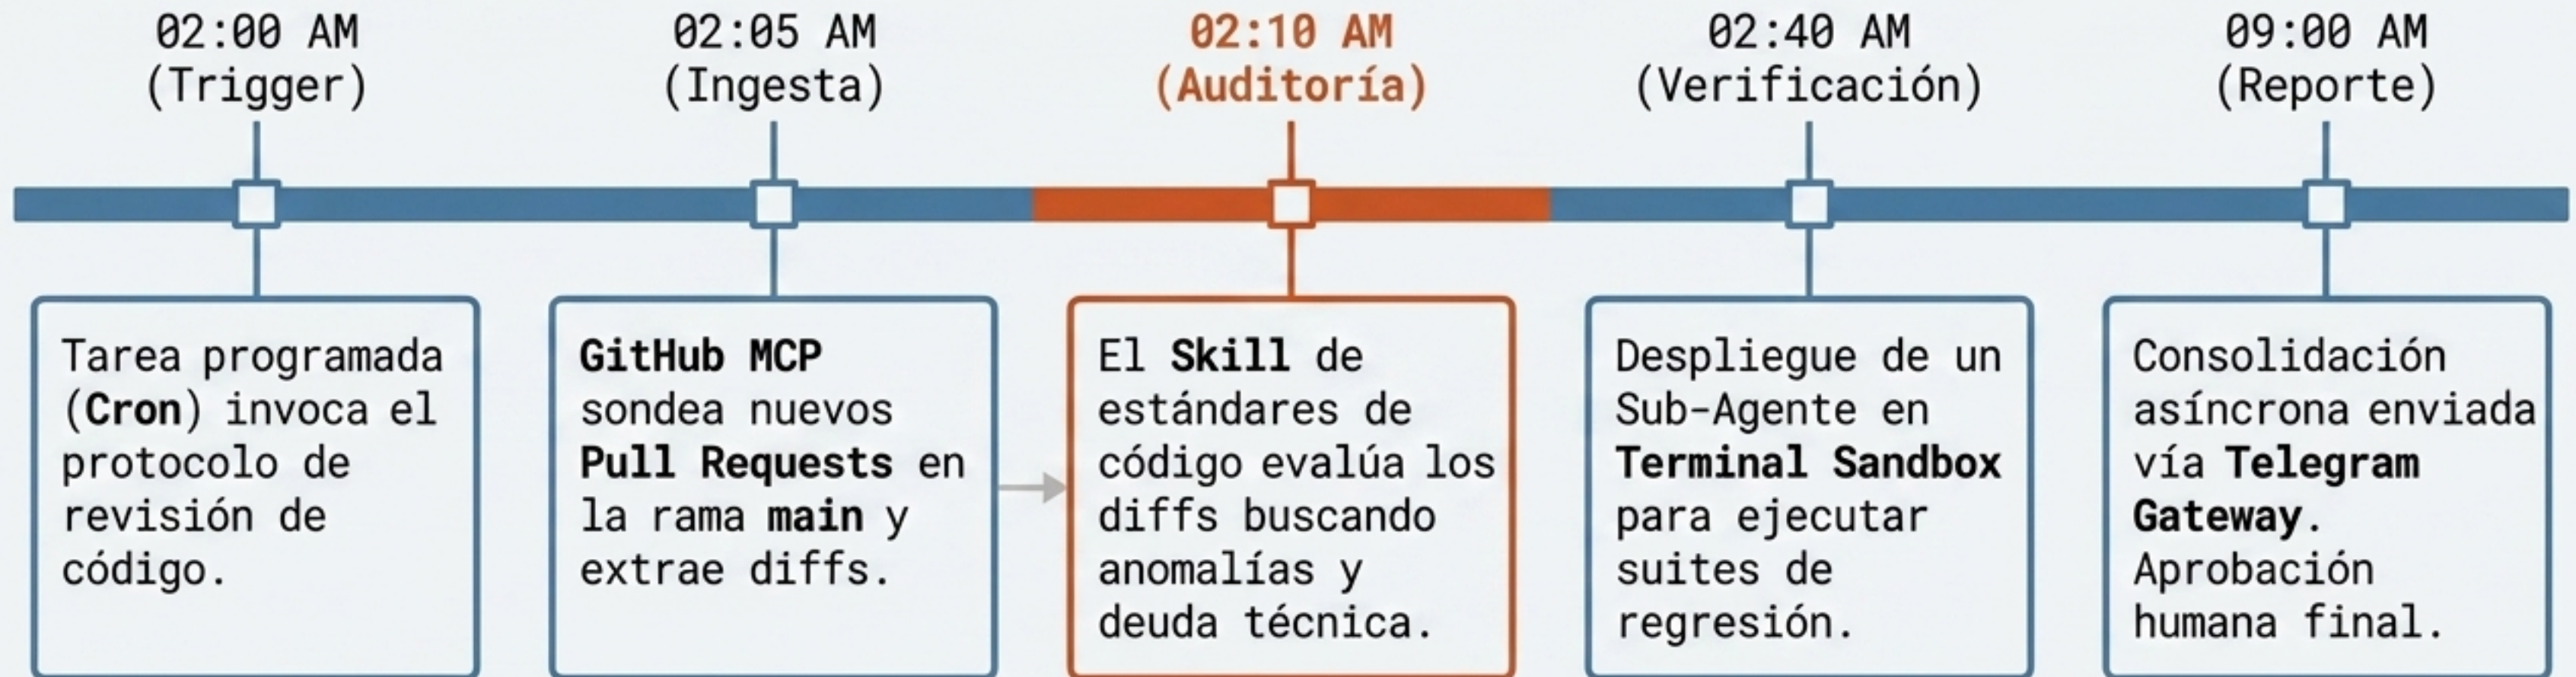 02:00 AM
(Trigger)
Tarea programada
(Cron) invoca el
protocolo de
revisión de
código.
02:05 AM
(Ingesta)
GitHub MCP
sondea nuevos
Pull Requests en
la rama main y
extrae diffs.
02:10 AM
(Auditoría)
El Skill de
estándares de
código evalúa los
diffs buscando
anomalías y
deuda técnica.
02:40 AM
(Verificación)
Despliegue de un
Sub-Agente en
Terminal Sandbox
para ejecutar
suites de
regresión.
09:00 AM
(Reporte)
Consolidación
asíncrona enviada
vía Telegram
Gateway.
Aprobación
humana final.